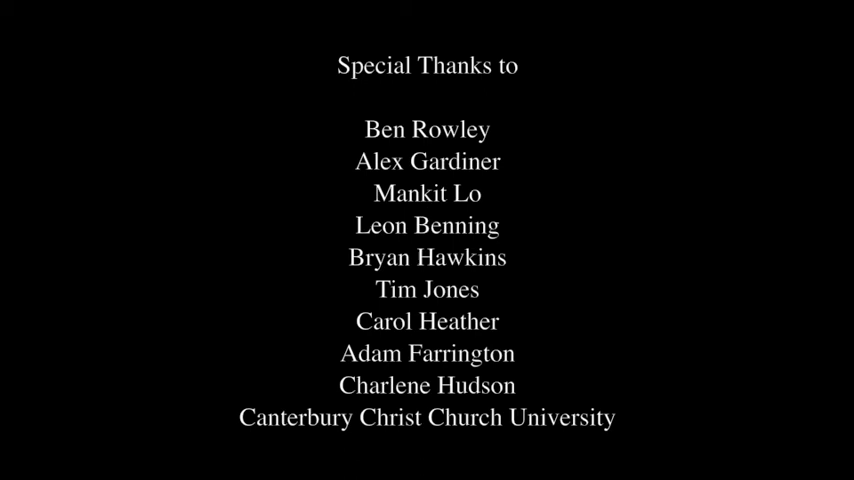 Special Thanks to
Ben Rowley
Alex Gardiner
Mankit Lo
Leon Benning
Bryan Hawkins
Tim Jones
Carol Heather
Adam Farrington
Charlene Hudson
Canterbury Christ Church University